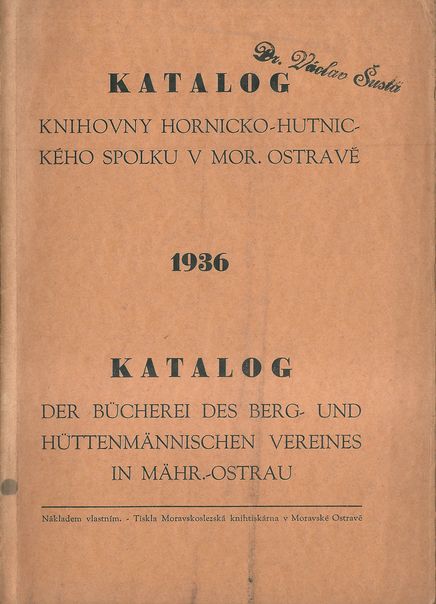 Dr. Václav Šustá
KATALOG
KNIHOVNY HORNICKO-HUTNIC-
KÉHO SPOLKU V MOR. OSTRAVĚ
1936
KATALOG
DER BÜCHEREI DES BERG- UND
HÜTTENMÄNNISCHEN VEREINES
IN MÄHR.-OSTRAU
Nákladem vlastním. - Tiskla Moravskoslezská knihtiskárna v Moravské Ostravě